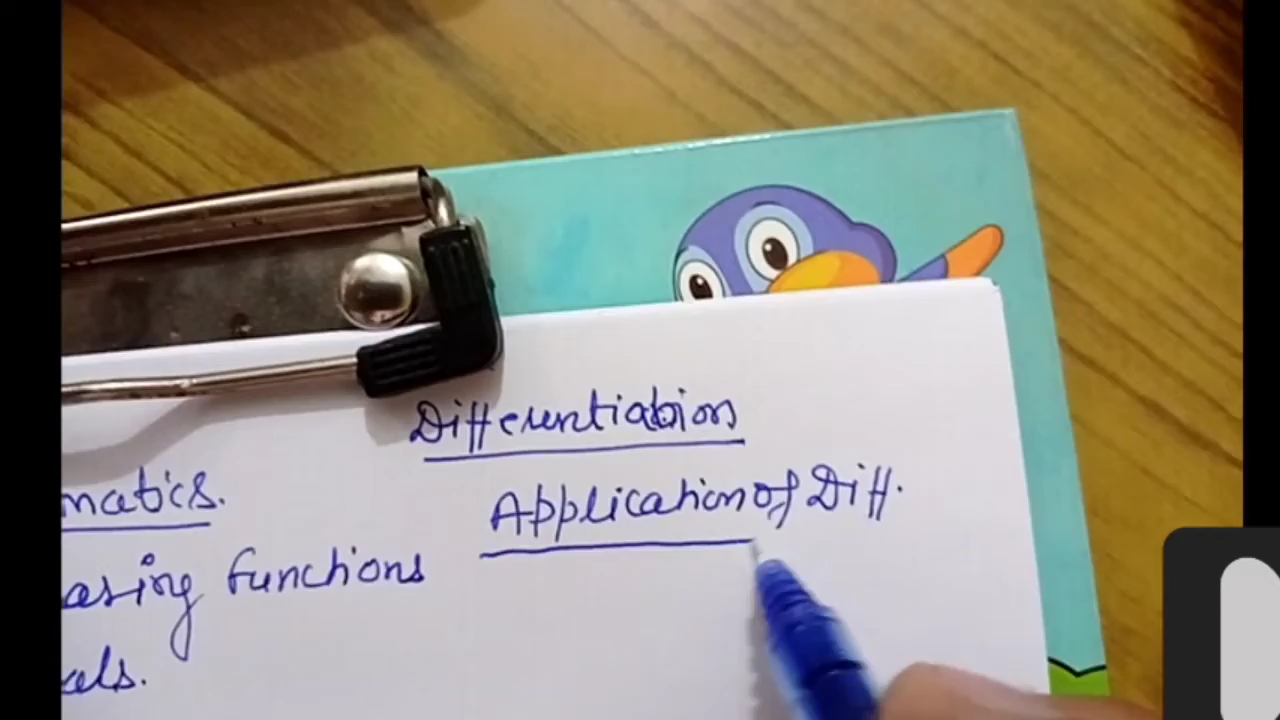 Differentiation
matics.
Application of Diff.
asing functions
als.